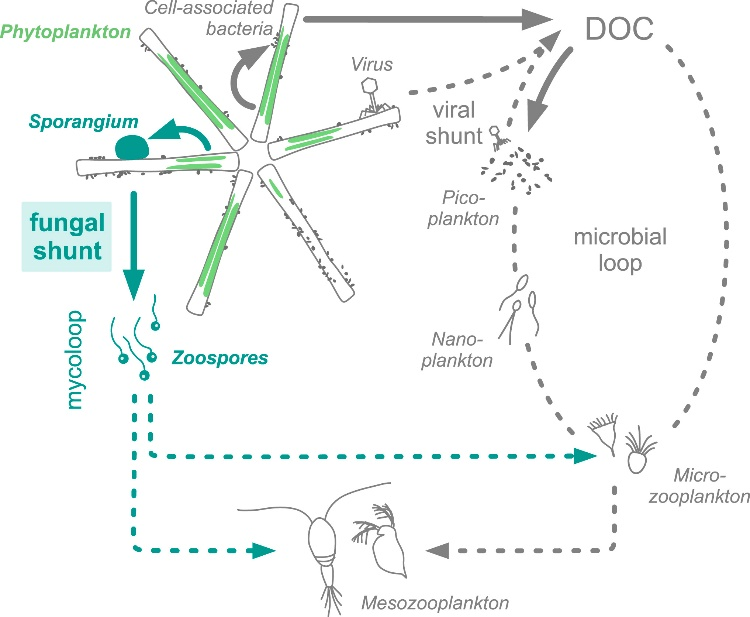 Cell-associated
bacteria
Phytoplankton
DOC
Virus
viral
shunt
Sporangium
Pico-
plankton
fungal
shunt
microbial
loop
mycoloop
Nano-
plankton
Zoospores
Micro-
zooplankton
Mesozooplankton